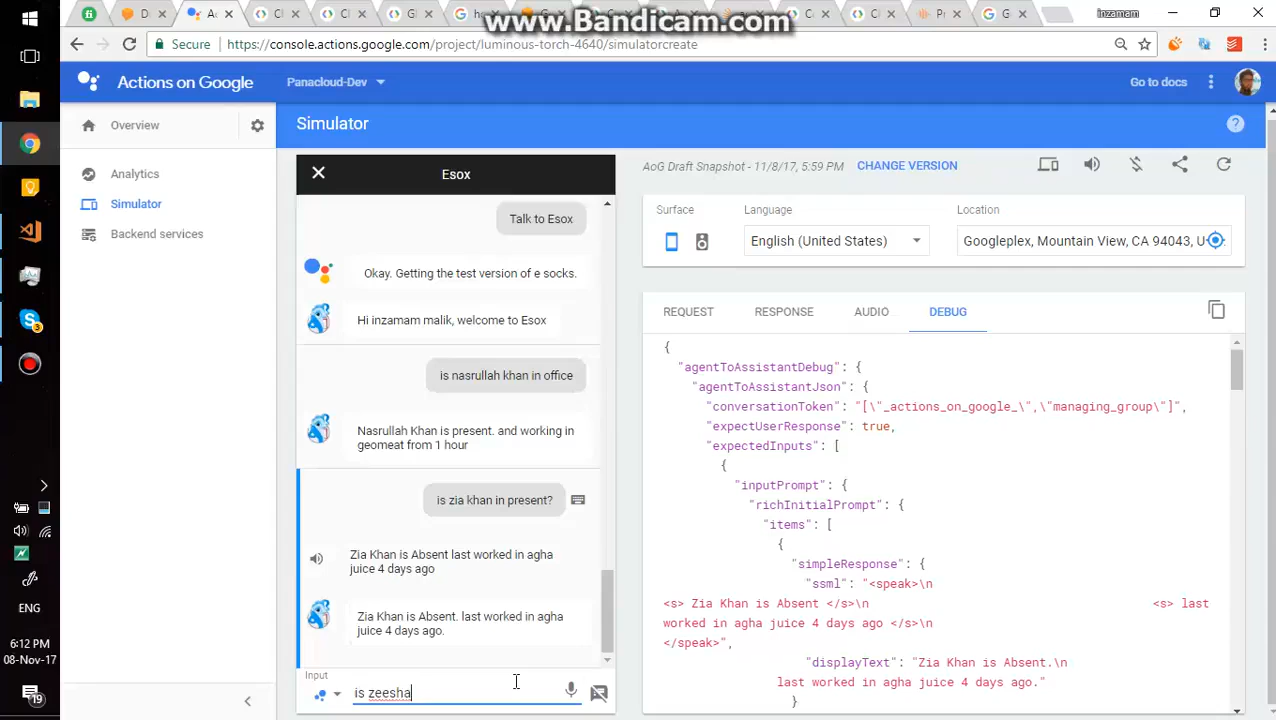 www.Bandicam.com
inzamam
Secure
https://console.actions.google.com/project/luminous-torch-4640/simulatorcreate
Actions on Google
Panacloud-Dev
Go to docs
Overview
Simulator
Analytics
Simulator
Backend services
Esox
Talk to Esox
Okay. Getting the test version of e socks.
Hi inzamam malik, welcome to Esox
is nasrullah khan in office
Nasrullah Khan is present. and working in
geomeat from 1 hour
is zia khan in present?
Zia Khan is Absent last worked in agha
juice 4 days ago
Zia Khan is Absent. last worked in agha
juice 4 days ago.
Input
is zeesha
AoG Draft Snapshot - 11/8/17, 5:59 PM CHANGE VERSION
Surface
Language
Location
English (United States)
Googleplex, Mountain View, CA 94043, U
REQUEST
RESPONSE
AUDIO
DEBUG
{
"agentToAssistantDebug": {
"agentToAssistantJson": {
"conversationToken": "[\"_actions_on_google_\",\"managing_group\"]",
"expectUserResponse": true,
"expectedInputs": [
{
"inputPrompt": {
"richInitialPrompt": {
"items": [
{
"simpleResponse": {
"ssml": "<speak>\n
<s> Zia Khan is Absent </s>\n <s> last
worked in agha juice 4 days ago </s>\n
</speak>",
"displayText": "Zia Khan is Absent.\n
last worked in agha juice 4 days ago."
}
3
ENG
6:12 PM
08-Nov-17
19